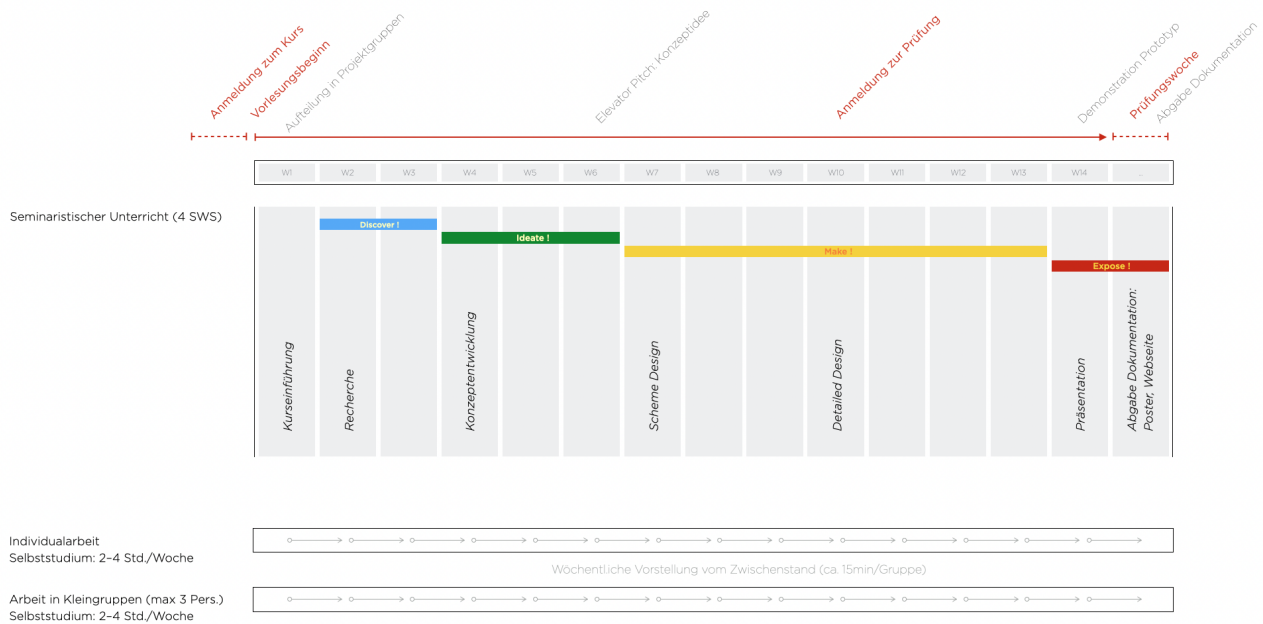 Anmeldung zum Kurs
Vorlesungsbeginn
Aufteilung in Projektgruppen
Elevator Pitch: Konzeptidee
Anmeldung zur Prüfung
Demonstration Prototyp
Prüfungswoche
Abgabe Dokumentation
W1 W2 W3 W4 W5 W6 W7 W8 W9 W10 W11 W12 W13 W14 ..
Seminaristischer Unterricht (4 SWS)
Discover !
Ideate !
Make !
Expose !
Kurseinführung
Recherche
Konzeptentwicklung
Scheme Design
Detailed Design
Präsentation
Abgabe Dokumentation:
Poster, Webseite
Individualarbeit
Selbststudium: 2–4 Std./Woche
Wöchentliche Vorstellung vom Zwischenstand (ca. 15min/Gruppe)
Arbeit in Kleingruppen (max 3 Pers.)
Selbststudium: 2–4 Std./Woche